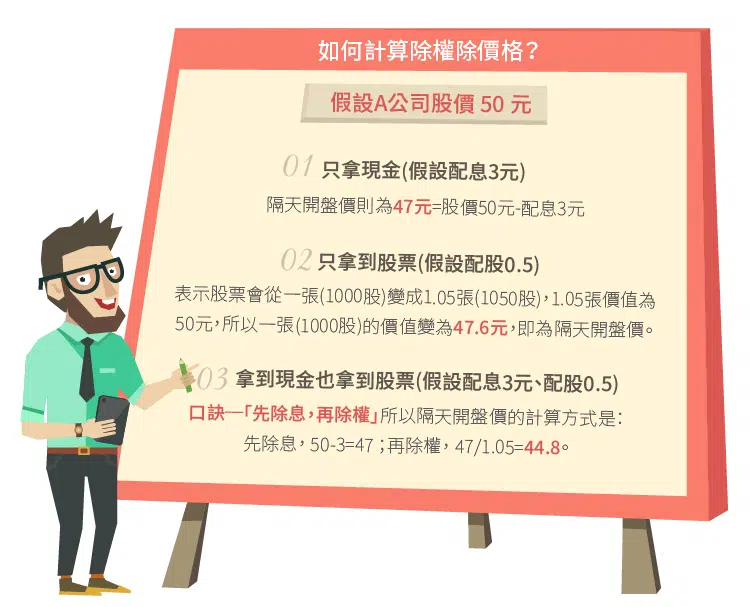 如何計算除權除價格？
假設A公司股價 50 元
01 只拿現金(假設配息3元)
隔天開盤價則為47元=股價50元-配息3元
02 只拿到股票(假設配股0.5)
表示股票會從一張(1000股)變成1.05張(1050股)，1.05張價值為
50元，所以一張(1000股)的價值變為47.6元，即為隔天開盤價。
03 拿到現金也拿到股票(假設配息3元、配股0.5)
口訣—「先除息，再除權」所以隔天開盤價的計算方式是：
先除息，50-3=47；再除權，47/1.05=44.8。